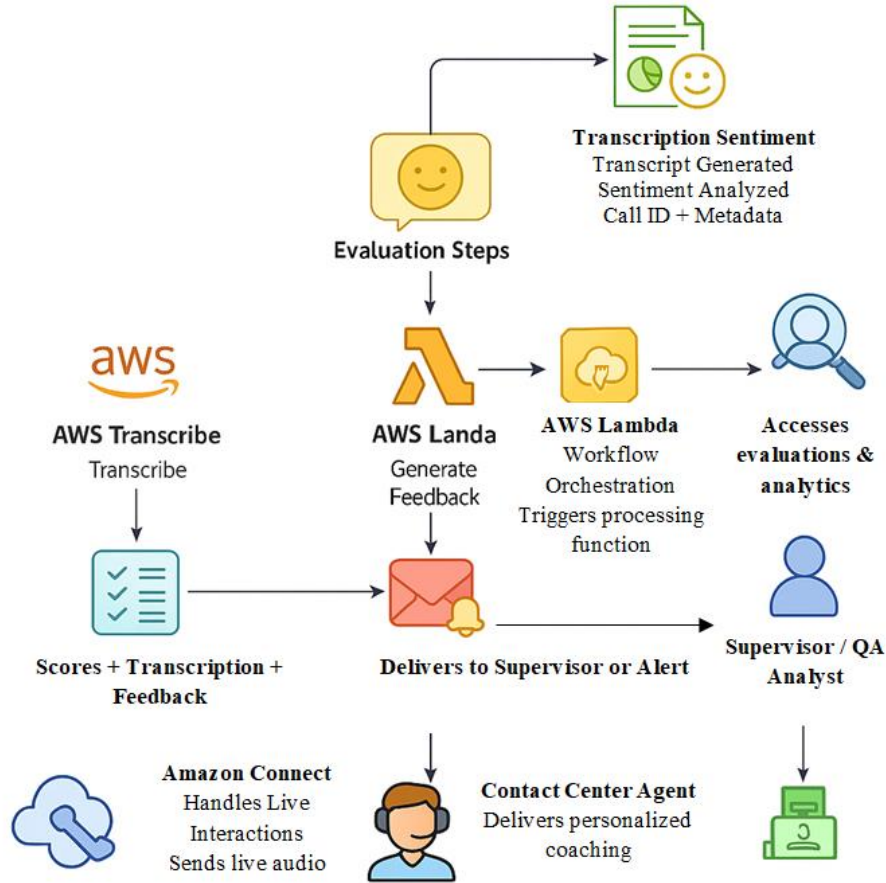 Transcription Sentiment
Transcript Generated
Sentiment Analyzed
Call ID + Metadata
Evaluation Steps
aws
AWS Transcribe
Transcribe
AWS Landa
Generate
Feedback
AWS Lambda
Workflow
Orchestration
Triggers processing
function
Accesses
evaluations &
analytics
Scores + Transcription +
Feedback
Delivers to Supervisor or Alert
Supervisor / QA
Analyst
Amazon Connect
Handles Live
Interactions
Sends live audio
Contact Center Agent
Delivers personalized
coaching